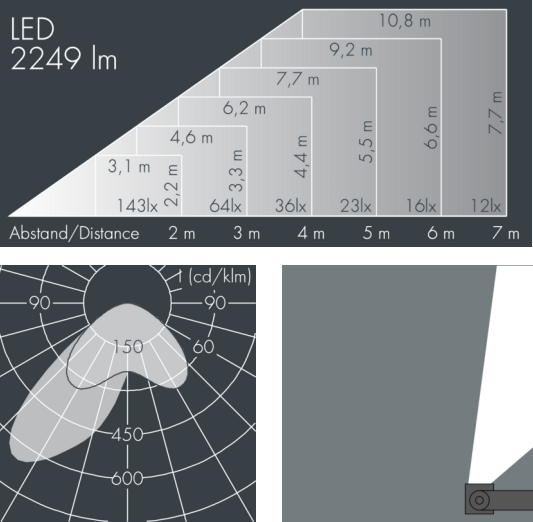 LED
2249 lm
10,8 m
9,2 m
7,7 m
6,2 m
4,6 m
3,1 m
2,2 m
3,3 m
4,4 m
5,5 m
6,6 m
7,7 m
143lx 64lx 36lx 23lx 16lx 12lx
Abstand/Distance 2 m 3 m 4 m 5 m 6 m 7 m
I (cd/klm)
90 90
150 60
450
600